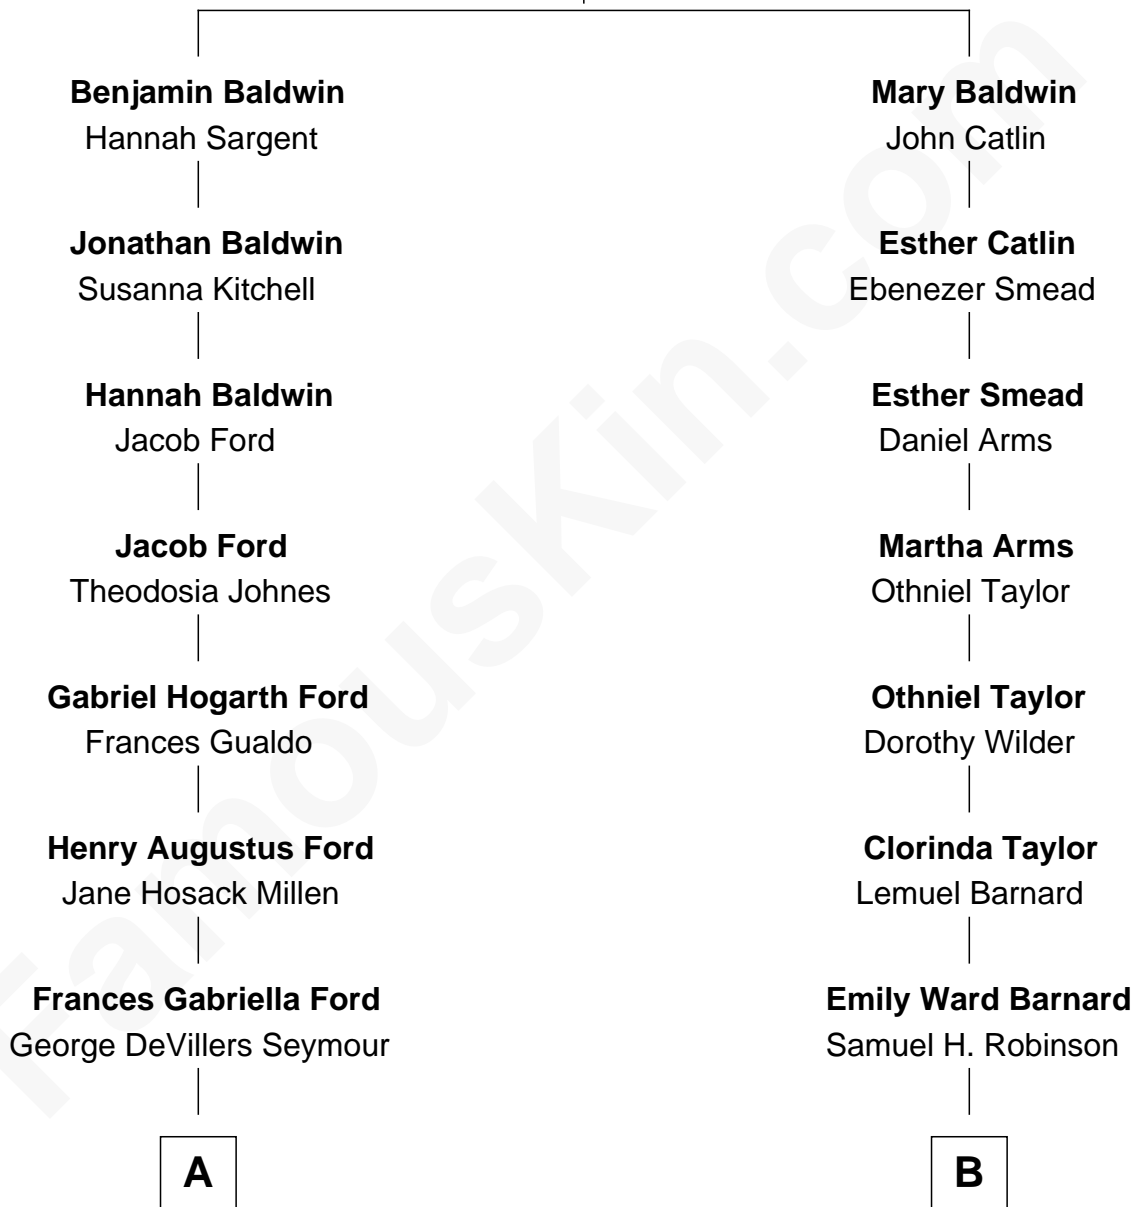 Benjamin Baldwin
Hannah Sargent
Jonathan Baldwin
Susanna Kitchell
Hannah Baldwin
Jacob Ford
Jacob Ford
Theodosia Johnes
Gabriel Hogarth Ford
Frances Gualdo
Henry Augustus Ford
Jane Hosack Millen
Frances Gabriella Ford
George DeVillers Seymour
A
Mary Baldwin
John Catlin
Esther Catlin
Ebenezer Smead
Esther Smead
Daniel Arms
Martha Arms
Othniel Taylor
Othniel Taylor
Dorothy Wilder
Clorinda Taylor
Lemuel Barnard
Emily Ward Barnard
Samuel H. Robinson
B
FamousKin.com